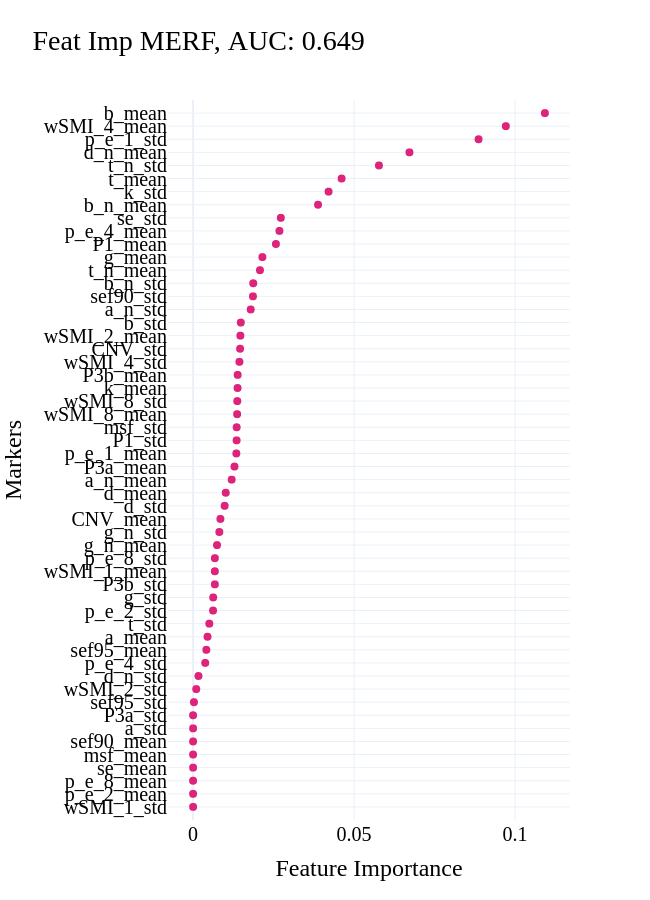 Feat Imp MERF, AUC: 0.649
b_mean
wSMI_4_mean
p_e_1_std
d_n_mean
t_n_std
t_mean
k_std
b_n_mean
se_std
p_e_4_mean
P1_mean
g_mean
t_n_mean
b_n_std
sef90_std
a_n_std
b_std
wSMI_2_mean
CNV_std
wSMI_4_std
P3b_mean
k_mean
wSMI_8_std
wSMI_8_mean
msf_std
P1_std
p_e_1_mean
P3a_mean
a_n_mean
d_mean
d_std
CNV_mean
g_n_std
g_n_mean
p_e_8_std
wSMI_1_mean
P3b_std
g_std
p_e_2_std
t_std
a_mean
sef95_mean
p_e_4_std
d_n_std
wSMI_2_std
sef95_std
P3a_std
a_std
sef90_mean
msf_mean
se_mean
p_e_8_mean
p_e_2_mean
wSMI_1_std
Markers
0 0.05 0.1
Feature Importance